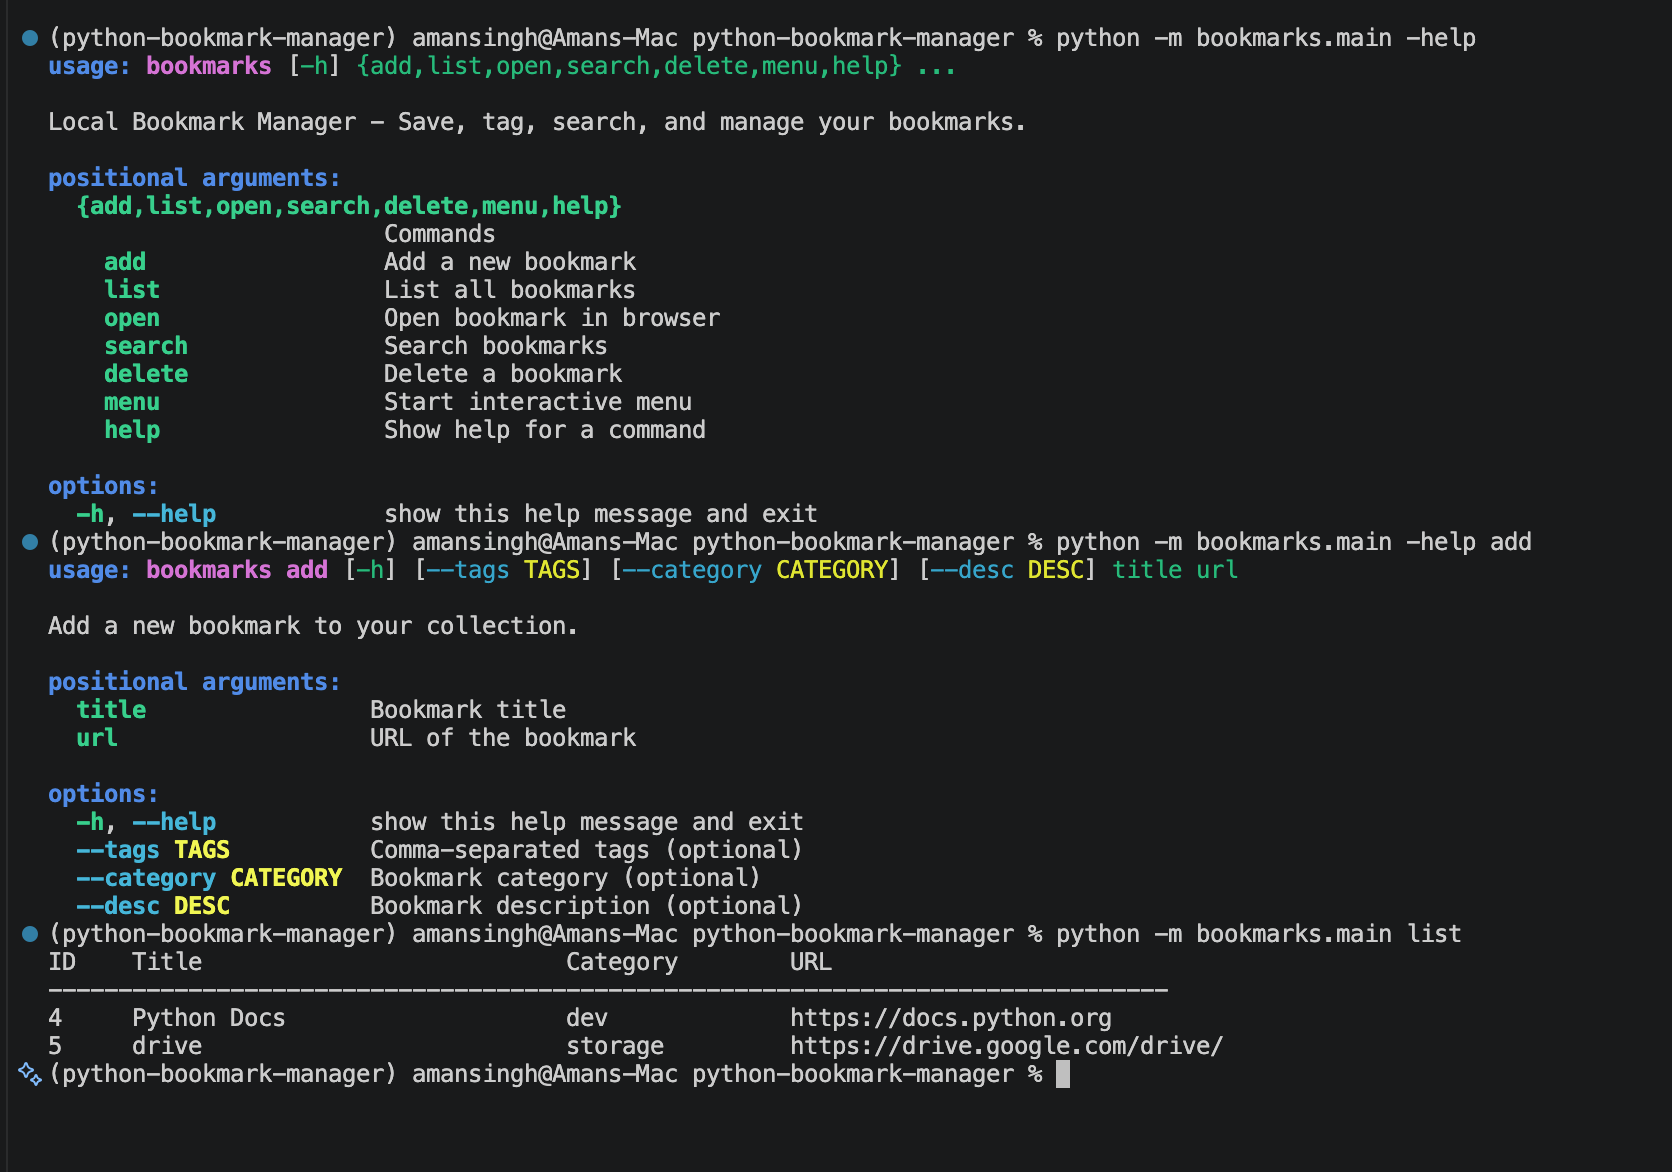 (python-bookmark-manager) amansingh@Amans-Mac python-bookmark-manager % python -m bookmarks.main -help
usage: bookmarks [-h] {add,list,open,search,delete,menu,help} ...
Local Bookmark Manager - Save, tag, search, and manage your bookmarks.
positional arguments:
{add,list,open,search,delete,menu,help}
Commands
add Add a new bookmark
list List all bookmarks
open Open bookmark in browser
search Search bookmarks
delete Delete a bookmark
menu Start interactive menu
help Show help for a command
options:
-h, --help show this help message and exit
(python-bookmark-manager) amansingh@Amans-Mac python-bookmark-manager % python -m bookmarks.main -help add
usage: bookmarks add [-h] [--tags TAGS] [--category CATEGORY] [--desc DESC] title url
Add a new bookmark to your collection.
positional arguments:
title Bookmark title
url URL of the bookmark
options:
-h, --help show this help message and exit
--tags TAGS Comma-separated tags (optional)
--category CATEGORY Bookmark category (optional)
--desc DESC Bookmark description (optional)
(python-bookmark-manager) amansingh@Amans-Mac python-bookmark-manager % python -m bookmarks.main list
ID Title Category URL
--------------------------------------------------------------------------------
4 Python Docs dev https://docs.python.org
5 drive storage https://drive.google.com/drive/
(python-bookmark-manager) amansingh@Amans-Mac python-bookmark-manager %